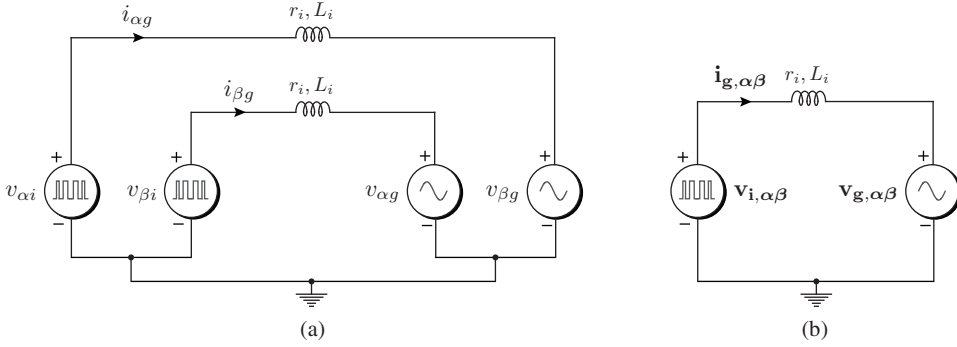 i_{αg}
r_i, L_i
i_{βg}
r_i, L_i
+
+
+
+
v_{αi}
v_{βi}
v_{αg}
v_{βg}
−
−
−
−
(a)
i_{g,αβ}
r_i, L_i
+
+
v_{i,αβ}
v_{g,αβ}
−
−
(b)